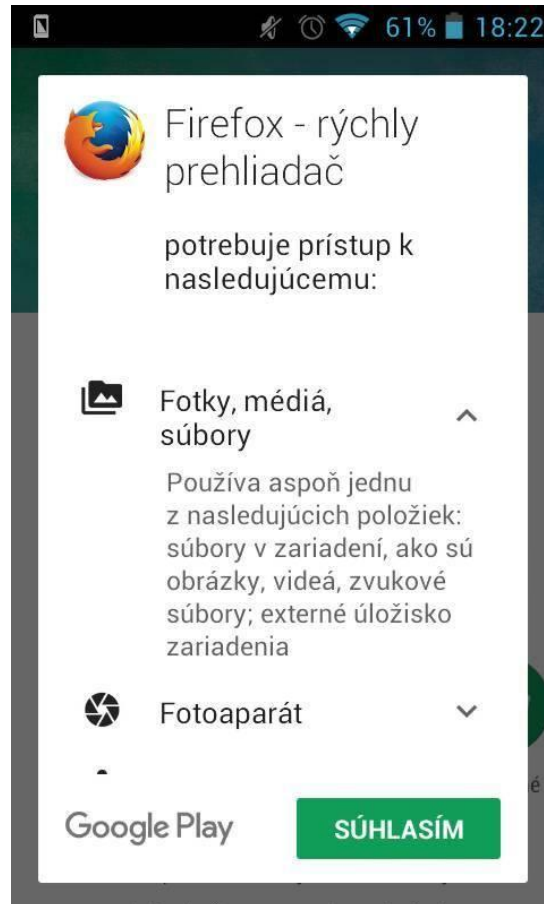 61% 18:22
Firefox - rýchly
prehliadač
potrebuje prístup k
nasledujúcemu:
Fotky, médiá,
súbory
Používa aspoň jednu
z nasledujúcich položiek:
súbory v zariadení, ako sú
obrázky, videá, zvukové
súbory; externé úložisko
zariadenia
Fotoaparát
Google Play
SÚHLASÍM